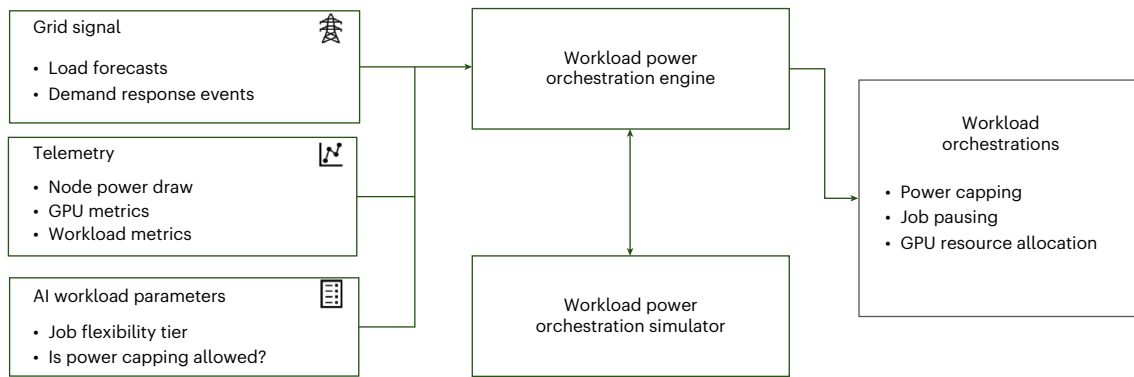 Grid signal
• Load forecasts
• Demand response events
Telemetry
• Node power draw
• GPU metrics
• Workload metrics
AI workload parameters
• Job flexibility tier
• Is power capping allowed?
Workload power
orchestration engine
Workload power
orchestration simulator
Workload
orchestrations
• Power capping
• Job pausing
• GPU resource allocation